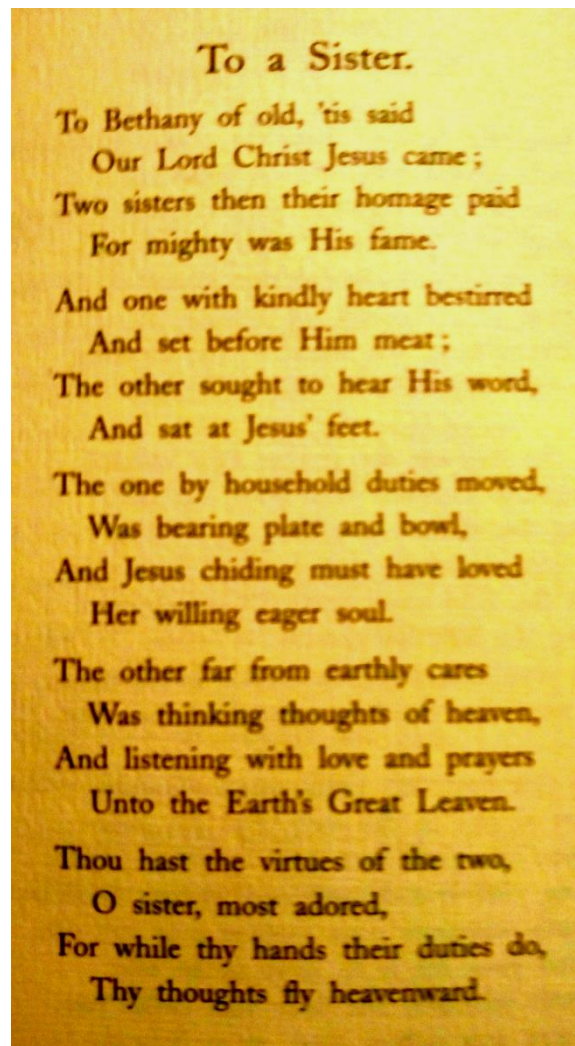 To a Sister.
To Bethany of old, 'tis said
Our Lord Christ Jesus came;
Two sisters then their homage paid
For mighty was His fame.
And one with kindly heart bestirred
And set before Him meat;
The other sought to hear His word,
And sat at Jesus' feet.
The one by household duties moved,
Was bearing plate and bowl,
And Jesus chiding must have loved
Her willing eager soul.
The other far from earthly cares
Was thinking thoughts of heaven,
And listening with love and prayers
Unto the Earth's Great Leaven.
Thou hast the virtues of the two,
O sister, most adored,
For while thy hands their duties do,
Thy thoughts fly heavenward.